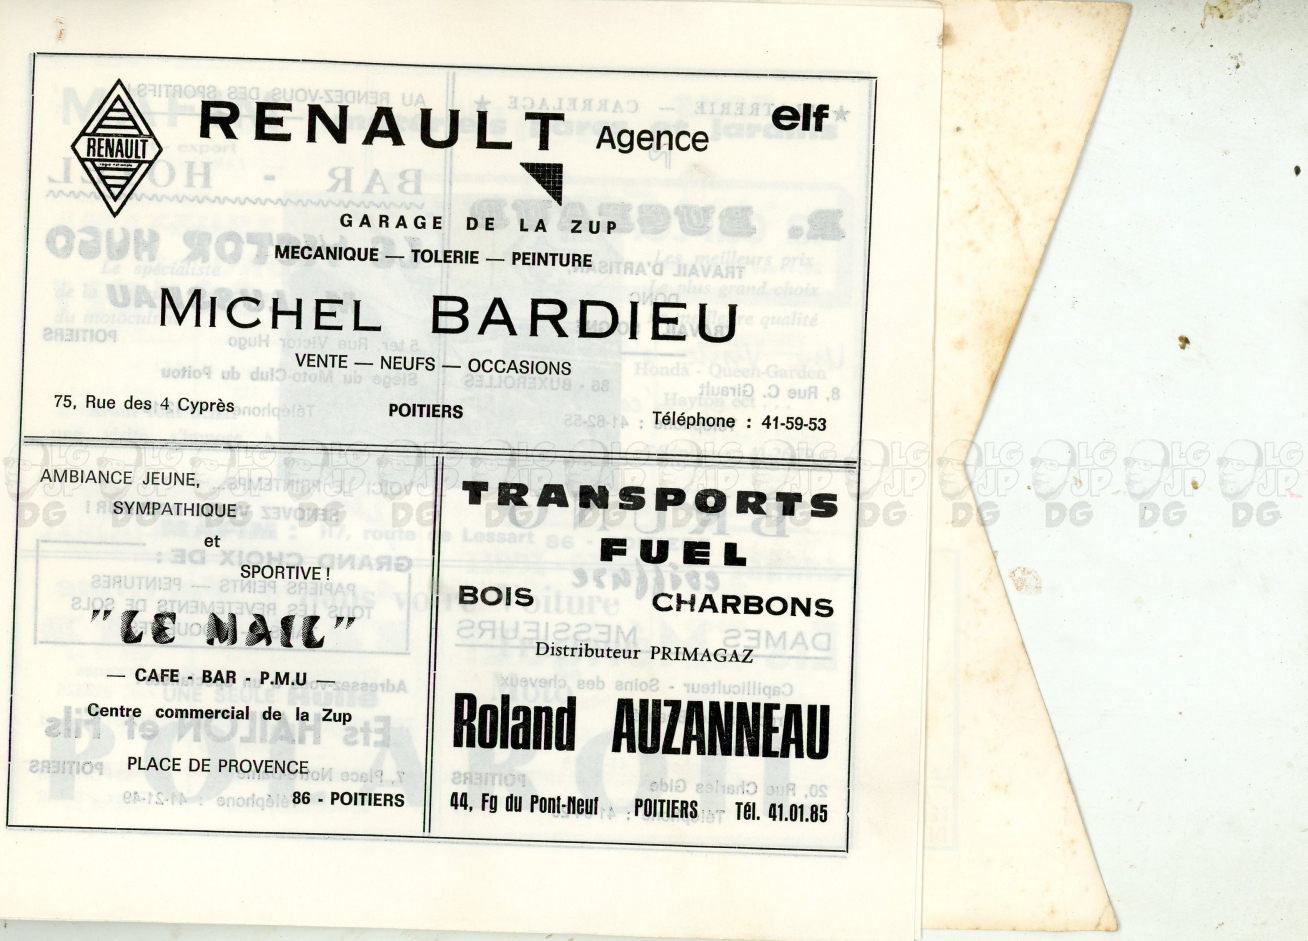 RENAULT
RENAULT Agence
elf
GARAGE DE LA ZUP
MECANIQUE — TOLERIE — PEINTURE
MICHEL BARDIEU
VENTE — NEUFS — OCCASIONS
75, Rue des 4 Cyprès POITIERS Téléphone : 41-59-53
AMBIANCE JEUNE,
SYMPATHIQUE
et
SPORTIVE !
"LE MAIL"
— CAFE - BAR - P.M.U —
Centre commercial de la Zup
PLACE DE PROVENCE
86 - POITIERS
TRANSPORTS
FUEL
BOIS CHARBONS
Distributeur PRIMAGAZ
Roland AUZANNEAU
44, Fg du Pont-Neuf POITIERS Tél. 41.01.85